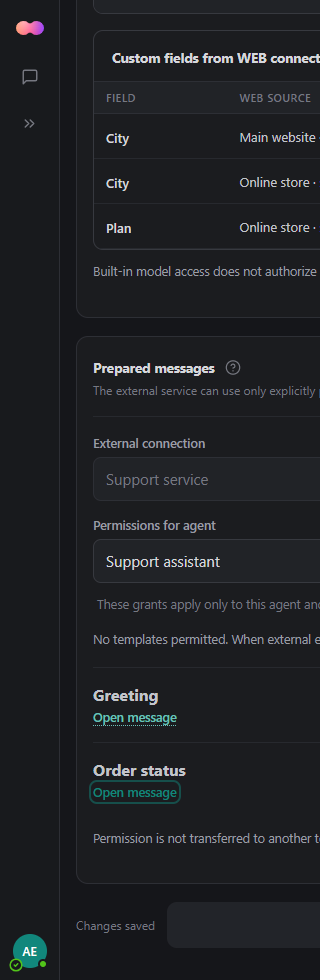 Custom fields from WEB connect
FIELD WEB SOURCE
City Main website
City Online store ·
Plan Online store ·
Built-in model access does not authorize
Prepared messages ?
The external service can use only explicitly
External connection
Support service
Permissions for agent
Support assistant
These grants apply only to this agent and
No templates permitted. When external e
Greeting
Open message
Order status
Open message
Permission is not transferred to another t
Changes saved
AE